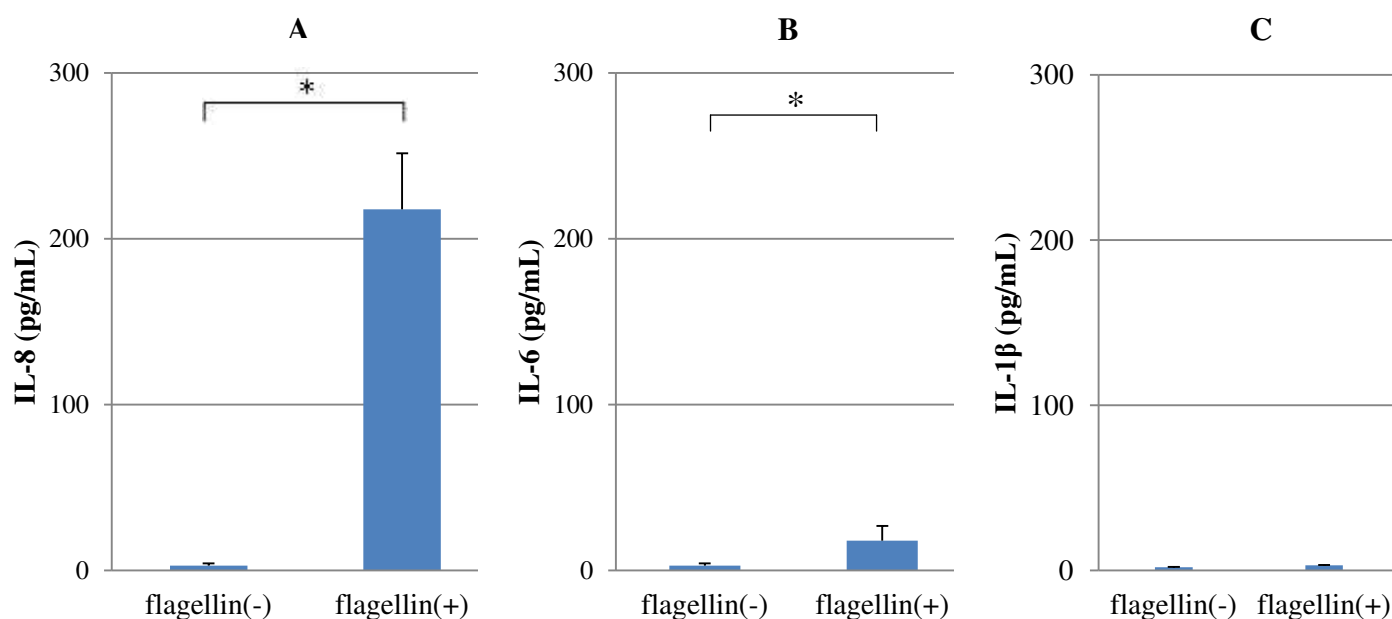 A
300
200
100
0
IL-8 (pg/mL)
*
flagellin(-) flagellin(+)
B
300
200
100
0
IL-6 (pg/mL)
*
flagellin(-) flagellin(+)
C
300
200
100
0
IL-1β (pg/mL)
flagellin(-) flagellin(+)